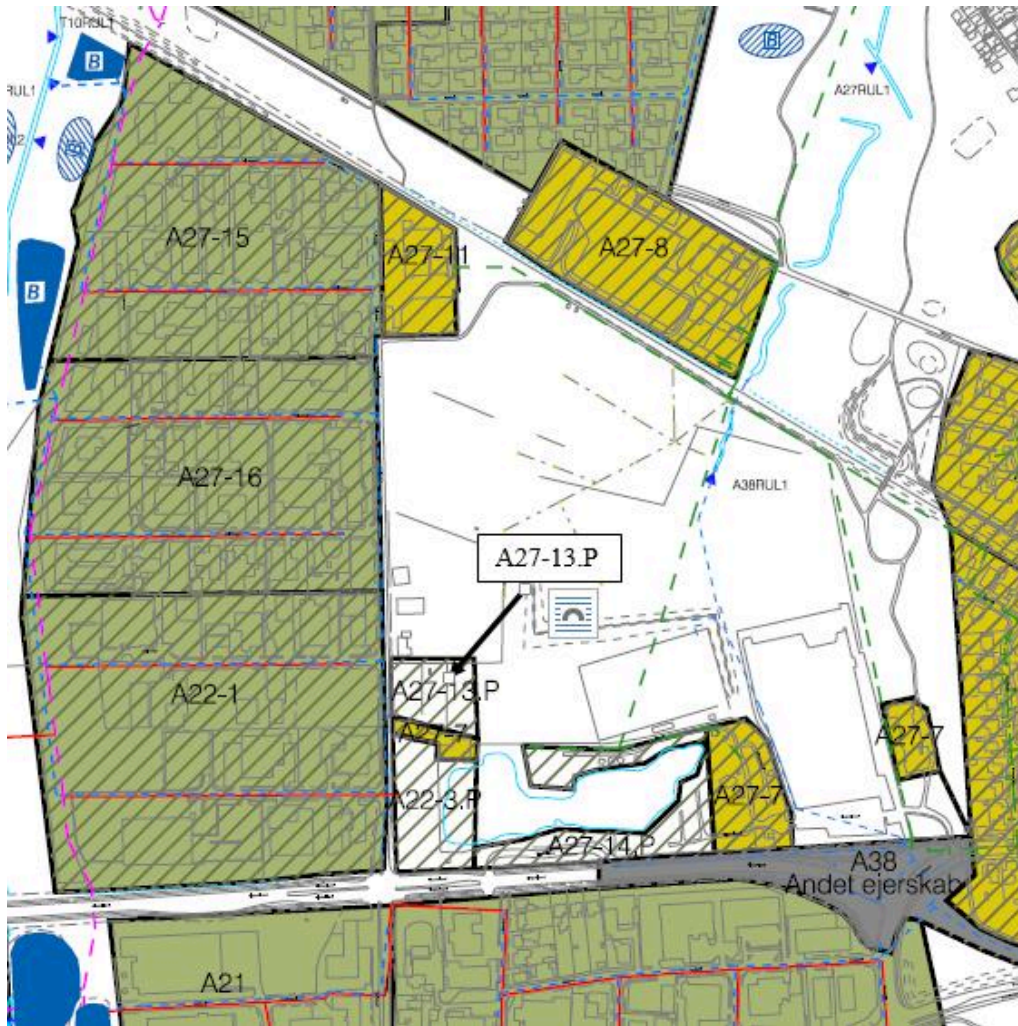 T10RUL1
B
B
RUL1
A27RUL1
B
A27-15
A27-11
A27-8
B
A27-16
A38RUL1
A27-13.P
A22-1
A27-13.P
A27-7
A27-7
A22-3.P
A27-7
A27-14.P
A38
Andet ejerskab
A21